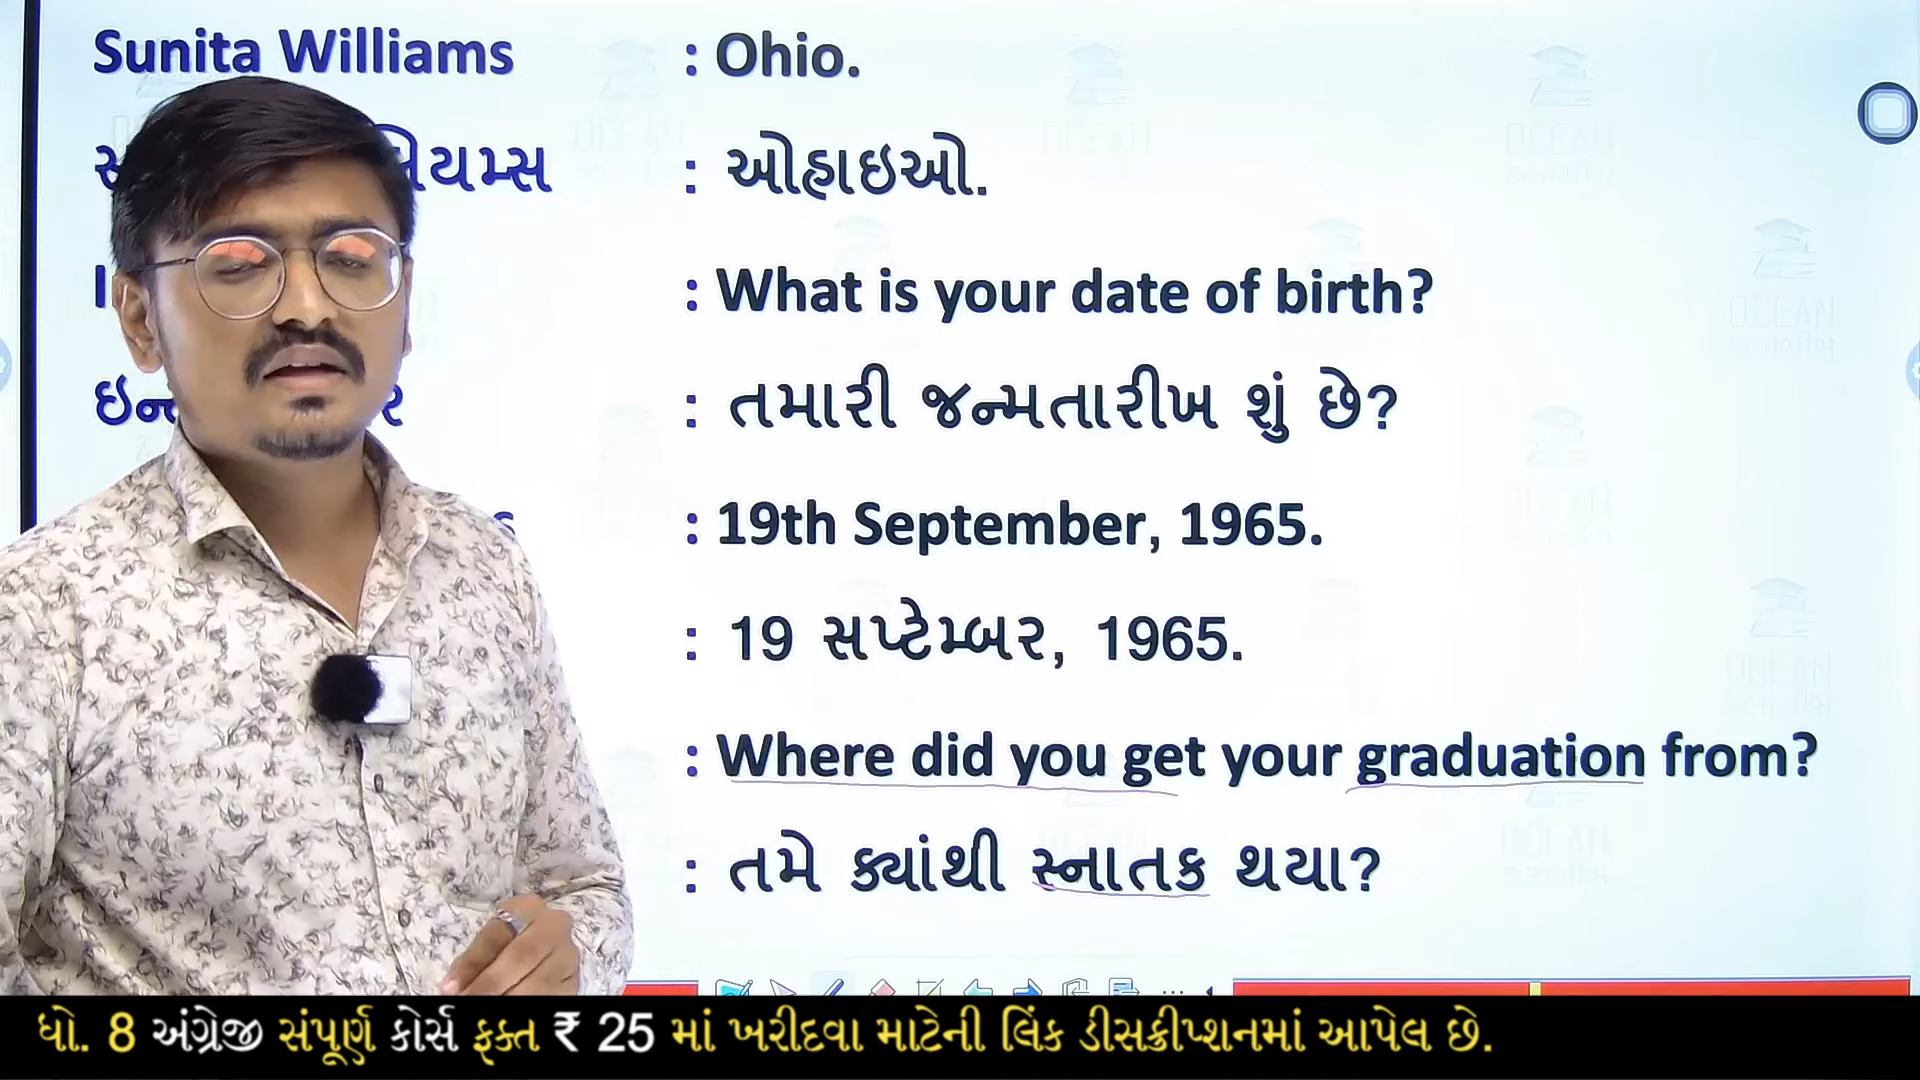 Sunita Williams : Ohio.
: ઓહાઇઓ.
: What is your date of birth?
: તમારી જન્મતારીખ શું છે?
: 19th September, 1965.
: 19 સપ્ટેમ્બર, 1965.
: Where did you get your graduation from?
: તમે ક્યાંથી સ્નાતક થયા?
ધો. 8 અંગ્રેજી સંપૂર્ણ કોર્સ ફક્ત ₹ 25 માં ખરીદવા માટેની લિંક ડીસક્રીપ્શનમાં આપેલ છે.